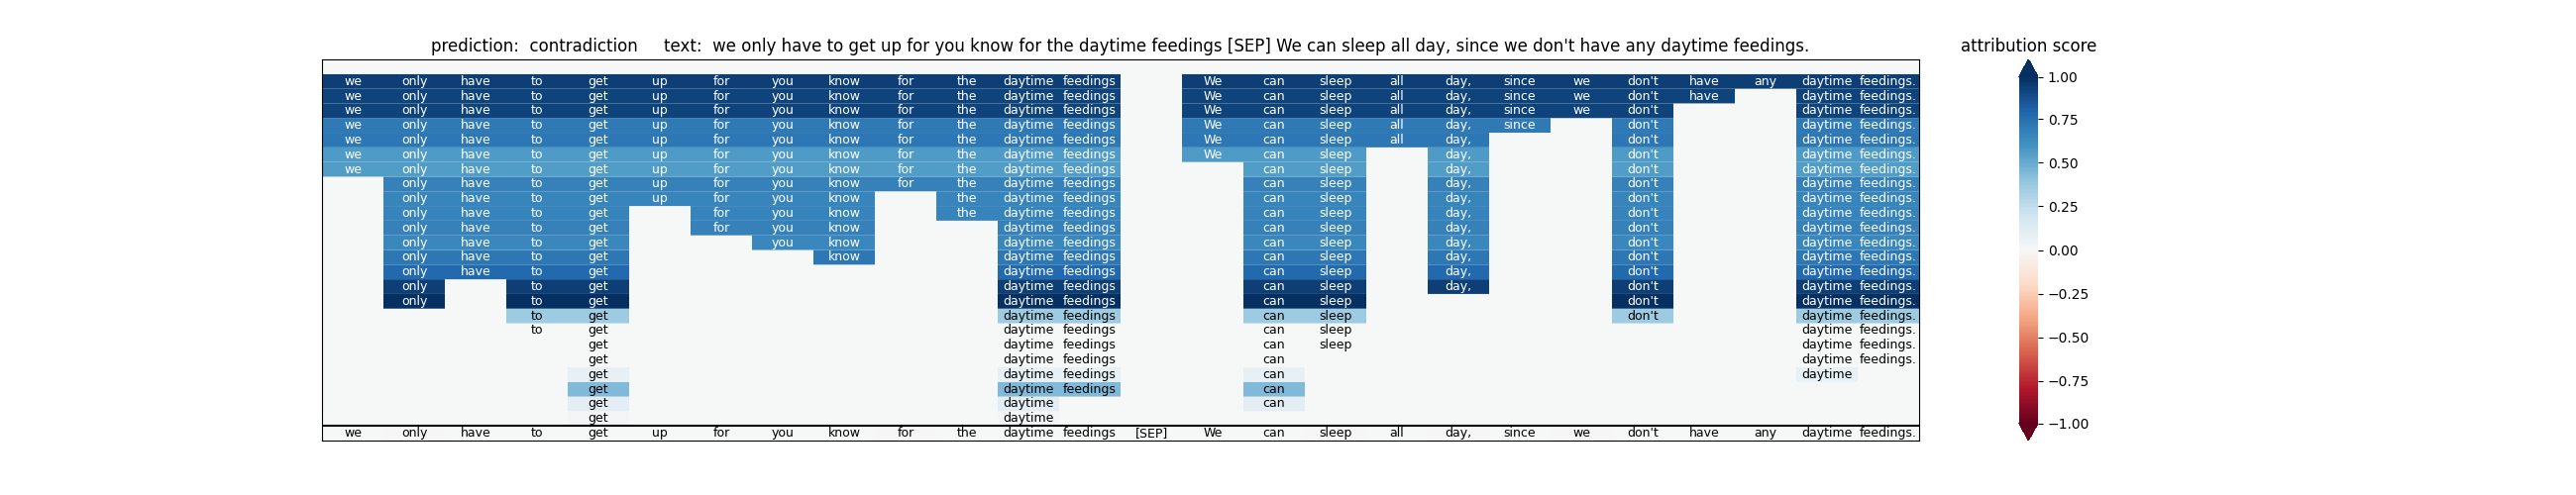 prediction: contradiction text: we only have to get up for you know for the daytime feedings [SEP] We can sleep all day, since we don't have any daytime feedings.
attribution score
we only have to get up for you know for the daytime feedings We can sleep all day, since we don't have any daytime feedings.
we only have to get up for you know for the daytime feedings We can sleep all day, since we don't have daytime feedings.
we only have to get up for you know for the daytime feedings We can sleep all day, since we don't daytime feedings.
we only have to get up for you know for the daytime feedings We can sleep all day, since don't daytime feedings.
we only have to get up for you know for the daytime feedings We can sleep all day, don't daytime feedings.
we only have to get up for you know for the daytime feedings We can sleep day, don't daytime feedings.
we only have to get up for you know for the daytime feedings can sleep day, don't daytime feedings.
only have to get up for you know for the daytime feedings can sleep day, don't daytime feedings.
only have to get up for you know the daytime feedings can sleep day, don't daytime feedings.
only have to get for you know the daytime feedings can sleep day, don't daytime feedings.
only have to get for you know daytime feedings can sleep day, don't daytime feedings.
only have to get you know daytime feedings can sleep day, don't daytime feedings.
only have to get know daytime feedings can sleep day, don't daytime feedings.
only have to get daytime feedings can sleep day, don't daytime feedings.
only to get daytime feedings can sleep day, don't daytime feedings.
only to get daytime feedings can sleep don't daytime feedings.
to get daytime feedings can sleep don't daytime feedings.
to get daytime feedings can sleep daytime feedings.
get daytime feedings can sleep daytime feedings.
get daytime feedings can daytime feedings.
get daytime feedings can daytime
get daytime feedings can
get daytime can
get daytime
we only have to get up for you know for the daytime feedings [SEP] We can sleep all day, since we don't have any daytime feedings.
1.00
0.75
0.50
0.25
0.00
−0.25
−0.50
−0.75
−1.00